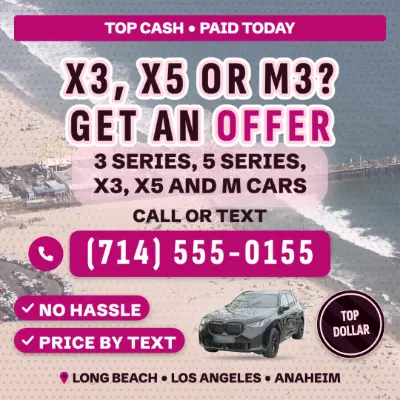 TOP CASH • PAID TODAY
X3, X5 OR M3?
GET AN OFFER
3 SERIES, 5 SERIES,
X3, X5 AND M CARS
CALL OR TEXT
(714) 555-0155
NO HASSLE
PRICE BY TEXT
TOP
DOLLAR
LONG BEACH • LOS ANGELES • ANAHEIM